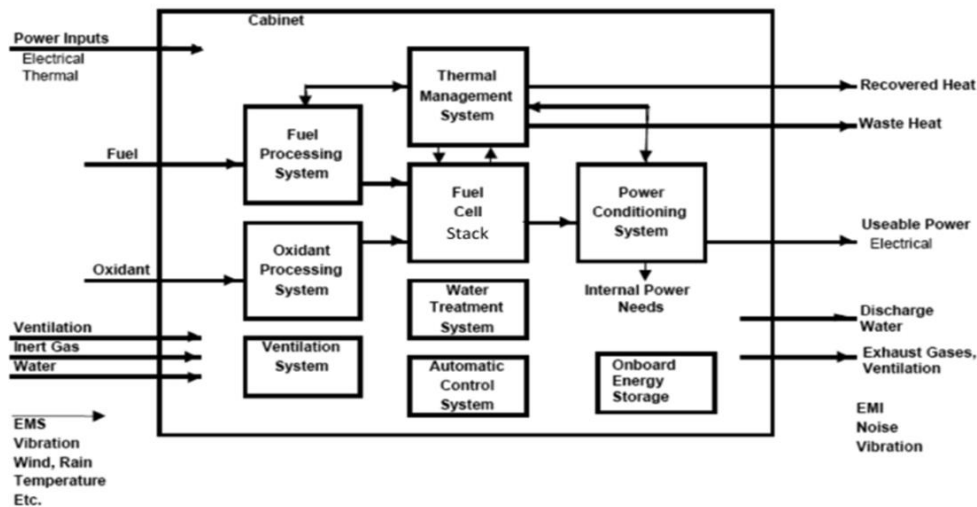 Cabinet
Power Inputs
Electrical
Thermal
Thermal
Management
System
Recovered Heat
Waste Heat
Fuel
Fuel
Processing
System
Fuel
Cell
Stack
Power
Conditioning
System
Useable Power
Electrical
Oxidant
Oxidant
Processing
System
Internal Power
Needs
Water
Treatment
System
Discharge
Water
Ventilation
Inert Gas
Water
Ventilation
System
Automatic
Control
System
Onboard
Energy
Storage
Exhaust Gases,
Ventilation
EMS
Vibration
Wind, Rain
Temperature
Etc.
EMI
Noise
Vibration